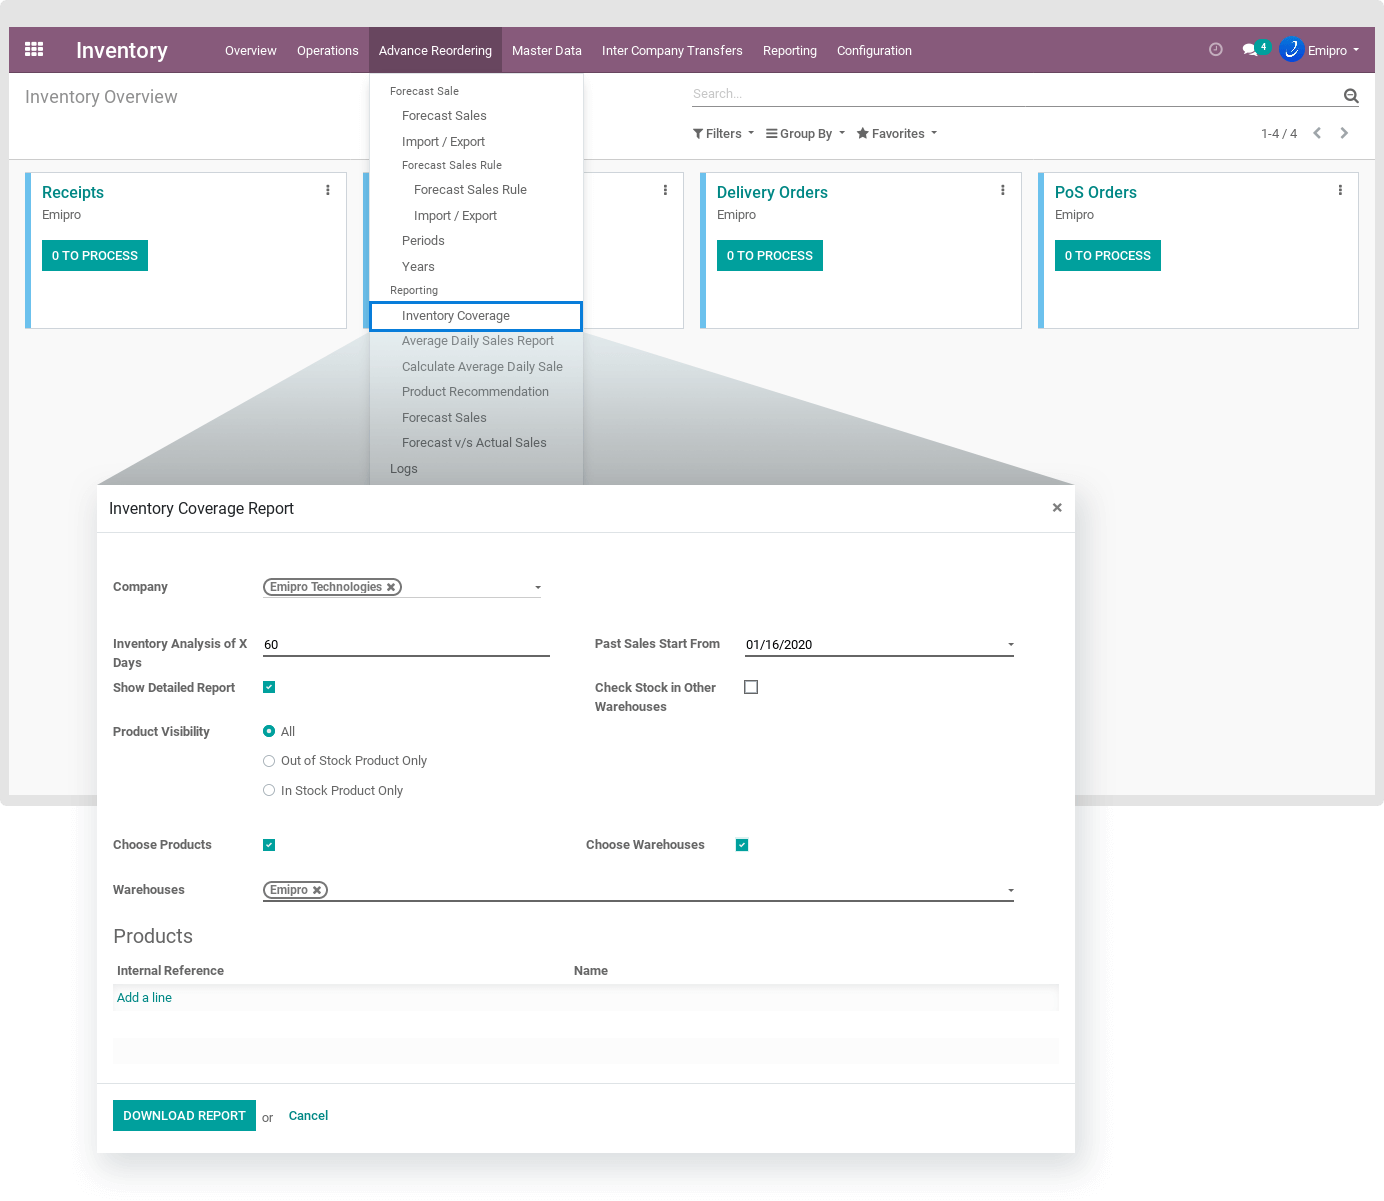 Inventory
Overview Operations Advance Reordering Master Data Inter Company Transfers Reporting Configuration
4 Emipro
Inventory Overview
Search...
Filters Group By Favorites 1-4 / 4
Forecast Sale
Forecast Sales
Import / Export
Forecast Sales Rule
Forecast Sales Rule
Import / Export
Periods
Years
Reporting
Inventory Coverage
Average Daily Sales Report
Calculate Average Daily Sale
Product Recommendation
Forecast Sales
Forecast v/s Actual Sales
Logs
Receipts
Emipro
0 TO PROCESS
Delivery Orders
Emipro
0 TO PROCESS
PoS Orders
Emipro
0 TO PROCESS
Inventory Coverage Report
Company Emipro Technologies
Inventory Analysis of X
Days
60
Past Sales Start From 01/16/2020
Show Detailed Report
Check Stock in Other
Warehouses
Product Visibility
All
Out of Stock Product Only
In Stock Product Only
Choose Products
Choose Warehouses
Warehouses Emipro
Products
Internal Reference Name
Add a line
DOWNLOAD REPORT or Cancel